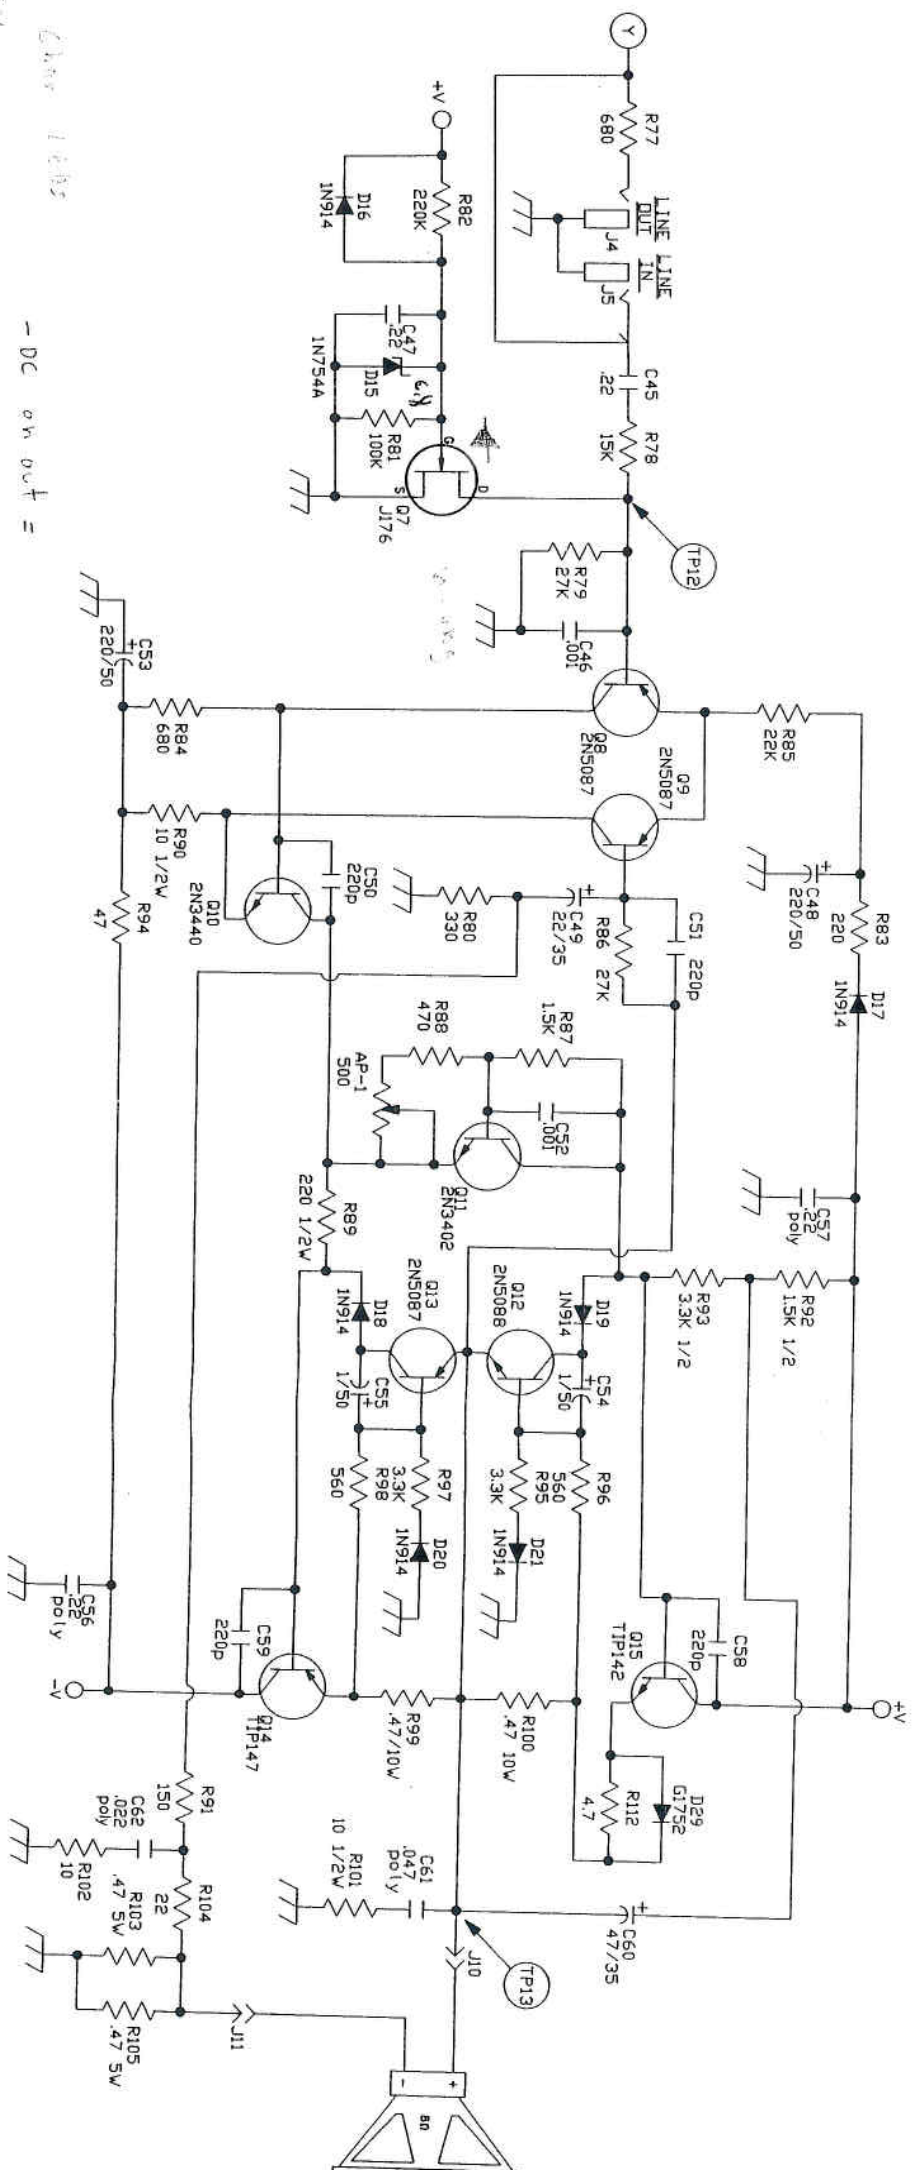 Y
R77
680
LINE
OUT
J4
LINE
IN
J5
C45
.22
R78
15K
TP12
+V
R82
220K
D16
1N914
C47
.22
D15
1N754A
R81
100K
G
D
S
Q7
J176
R79
27K
C46
.001
Q8
2N5087
Q9
2N5087
R85
22K
C48
220/50
R83
220
D17
1N914
C53
220/50
R84
680
R90
10 1/2W
R94
47
Q10
2N3440
C50
220p
R80
330
C49
22/35
R86
27K
C51
220p
R88
470
R87
1.5K
AP-1
500
C52
.001
Q11
2N3402
C57
.22
poly
R89
220 1/2W
R93
3.3K 1/2
R92
1.5K 1/2
D18
1N914
Q13
2N5087
Q12
2N5088
D19
1N914
C55
1/50
C54
1/50
R98
560
R97
3.3K
R95
3.3K
R96
560
D20
1N914
D21
1N914
C56
.22
poly
-V
C59
220p
Q14
TIP147
R99
.47/10W
R100
.47 10W
Q15
TIP142
C58
220p
+V
D29
G1752
R112
4.7
R91
150
C62
.022
poly
R102
10
R104
22
R103
.47 5W
R105
.47 5W
R101
10 1/2W
C61
.047
poly
C60
47/35
TP13
J10
J11
+
-
8Ω
- DC on out =